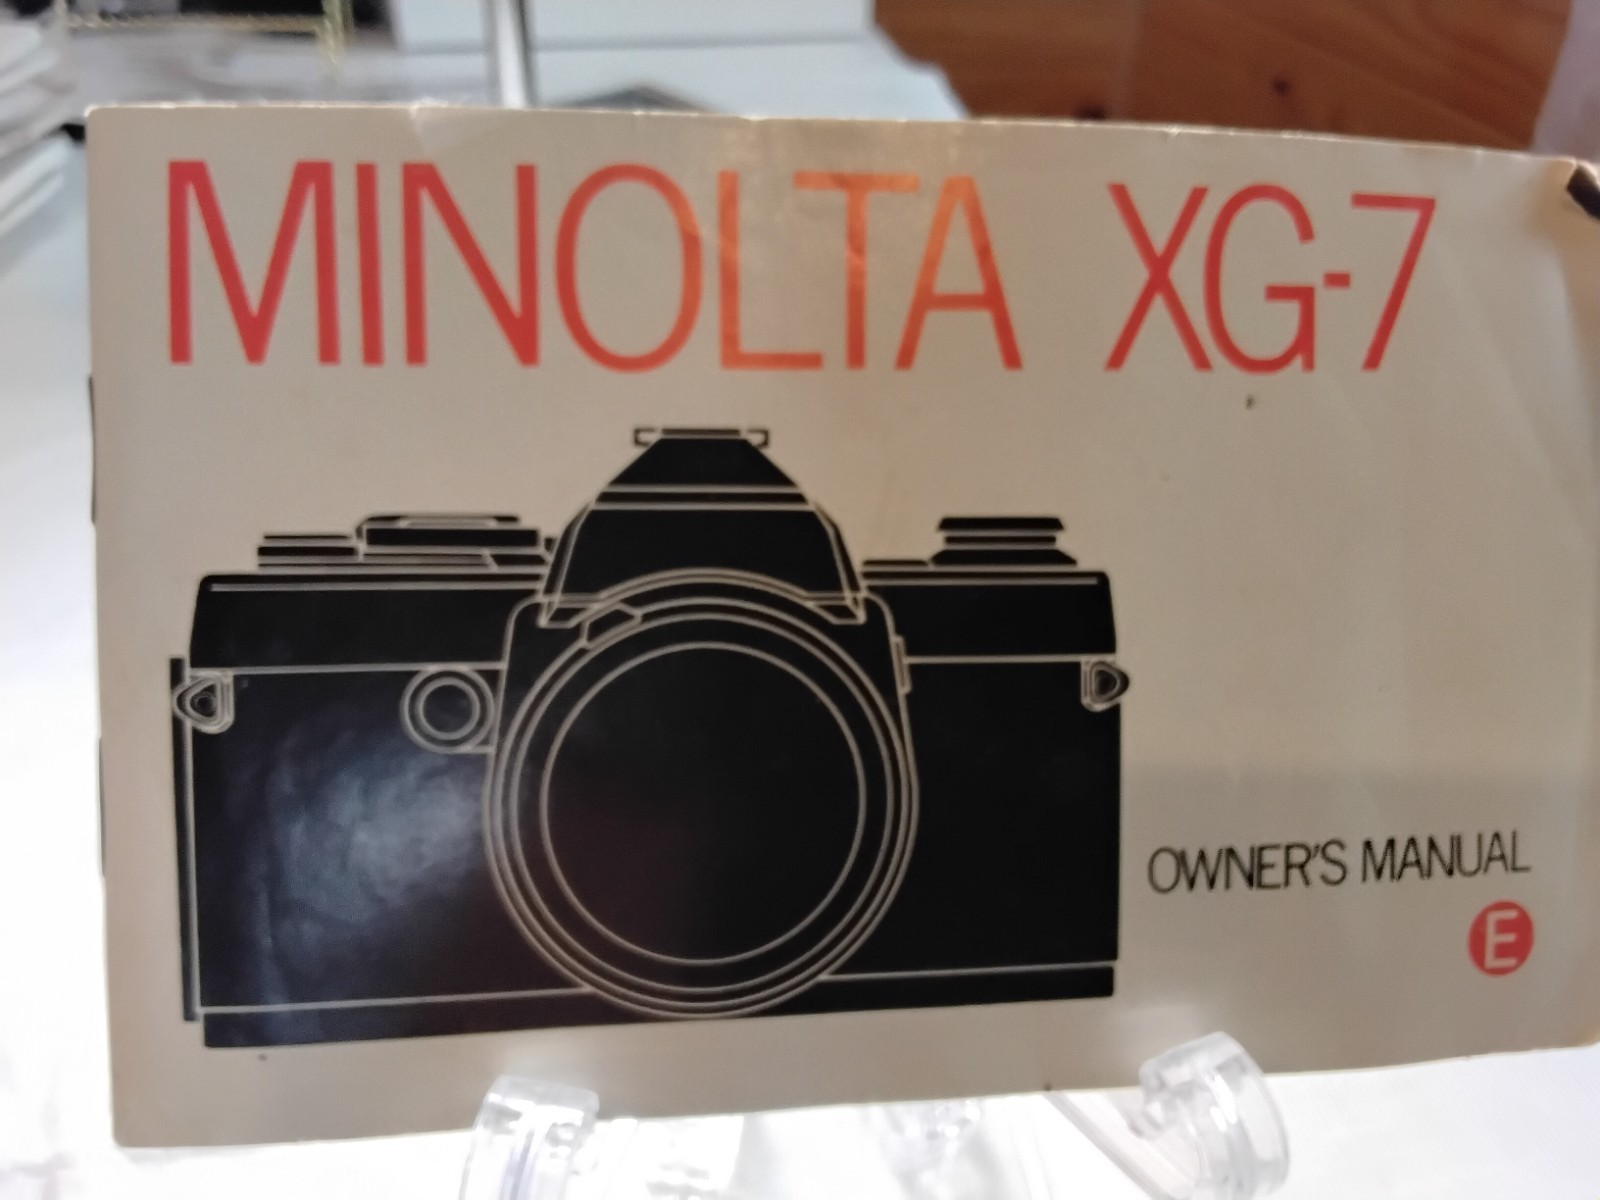 MINOLTA XG-7
OWNER'S MANUAL
E